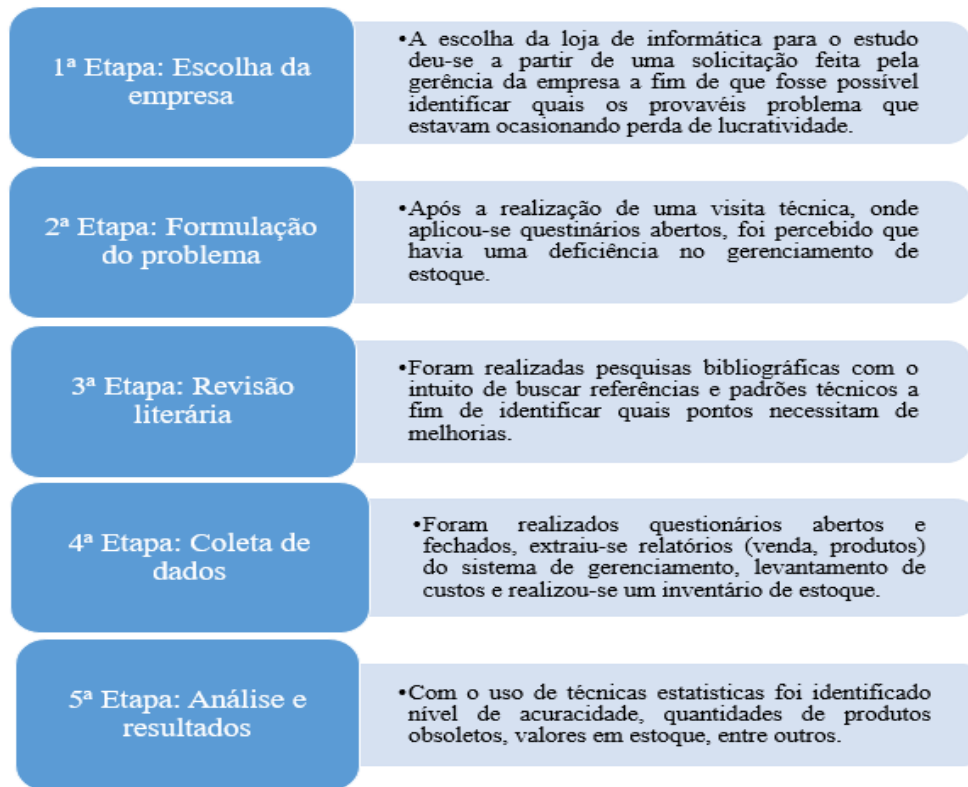 1ª Etapa: Escolha da
empresa
•A escolha da loja de informática para o estudo
deu-se a partir de uma solicitação feita pela
gerência da empresa a fim de que fosse possível
identificar quais os provavéis problema que
estavam ocasionando perda de lucratividade.
2ª Etapa: Formulação
do problema
•Após a realização de uma visita técnica, onde
aplicou-se questinários abertos, foi percebido que
havia uma deficiência no gerenciamento de
estoque.
3ª Etapa: Revisão
literária
•Foram realizadas pesquisas bibliográficas com o
intuito de buscar referências e padrões técnicos a
fim de identificar quais pontos necessitam de
melhorias.
4ª Etapa: Coleta de
dados
•Foram realizados questionários abertos e
fechados, extraiu-se relatórios (venda, produtos)
do sistema de gerenciamento, levantamento de
custos e realizou-se um inventário de estoque.
5ª Etapa: Análise e
resultados
•Com o uso de técnicas estatisticas foi identificado
nível de acuracidade, quantidades de produtos
obsoletos, valores em estoque, entre outros.